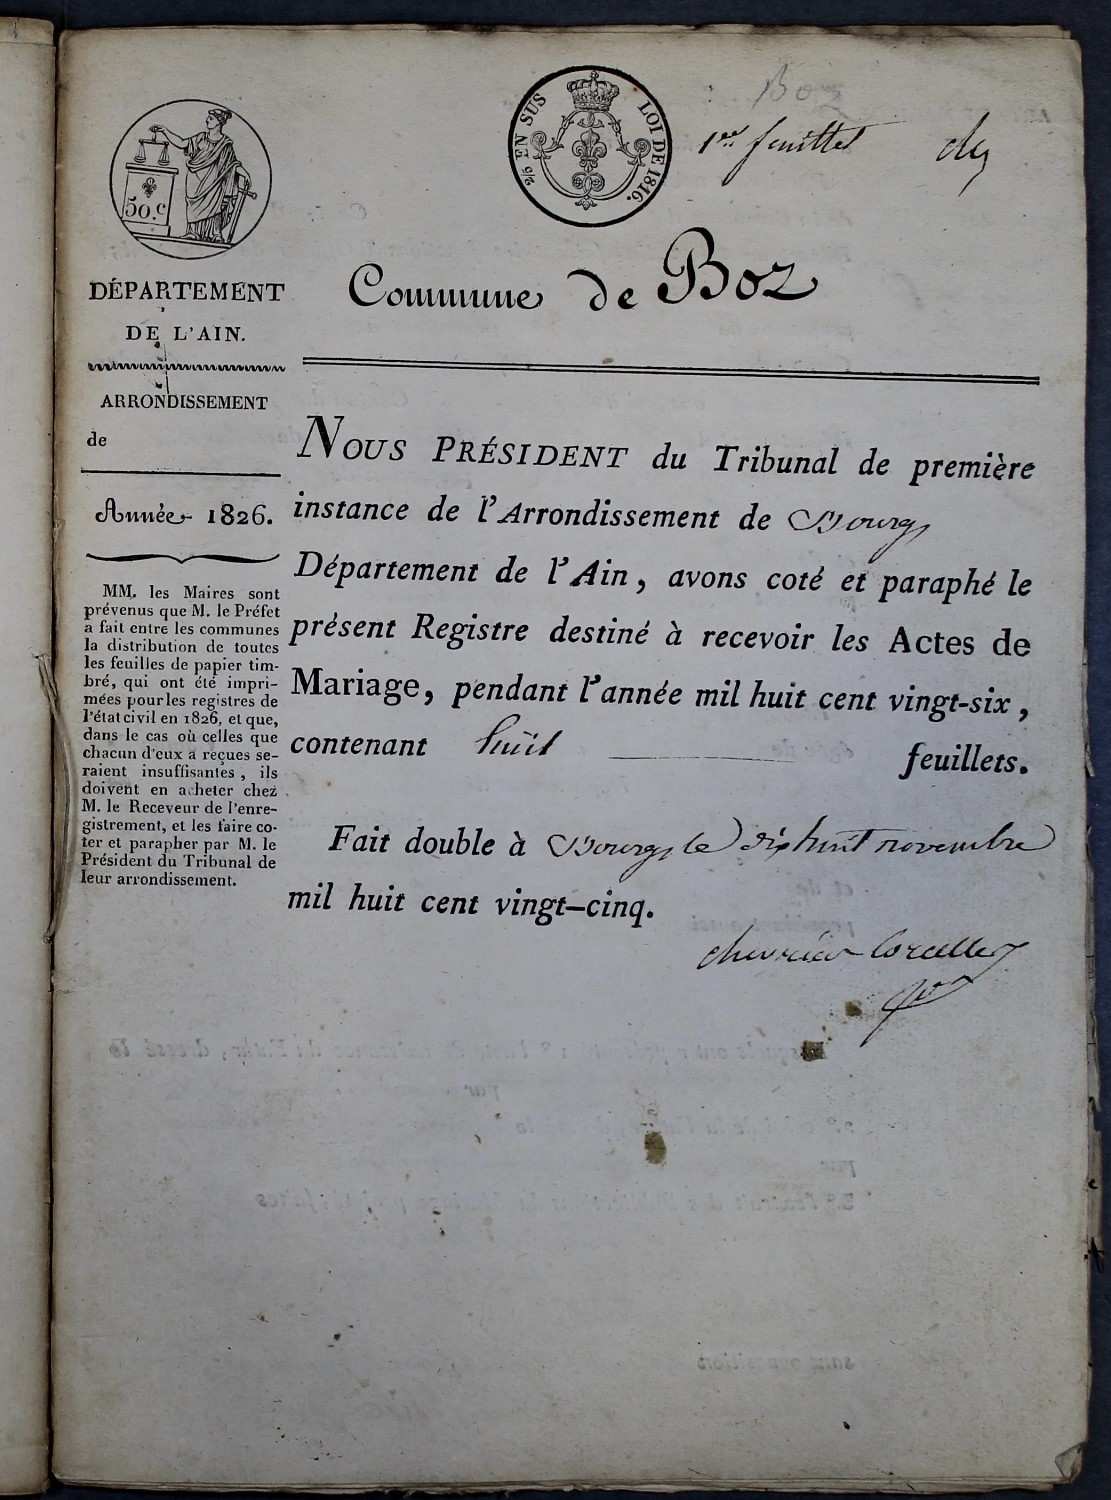 Boz
1er feuillet
2/5 EN SUS LOI DE 1816.
50.c
DÉPARTEMENT
DE L'AIN.
ARRONDISSEMENT
de
Année 1826.
MM. les Maires sont
prévenus que M. le Préfet
a fait entre les communes
la distribution de toutes
les feuilles de papier tim-
bré, qui ont été impri-
mées pour les registres de
l'état civil en 1826, et que,
dans le cas où celles que
chacun d'eux a reçues se-
raient insuffisantes, ils
doivent en acheter chez
M. le Receveur de l'enre-
gistrement, et les faire co-
ter et parapher par M. le
Président du Tribunal de
leur arrondissement.
Commune de Boz
NOUS PRÉSIDENT du Tribunal de première
instance de l'Arrondissement de Bourg
Département de l'Ain, avons coté et paraphé le
présent Registre destiné à recevoir les Actes de
Mariage, pendant l'année mil huit cent vingt-six,
contenant huit feuillets.
Fait double à Bourg, le dix huit novembre
mil huit cent vingt-cinq.
chevrier Corcelles